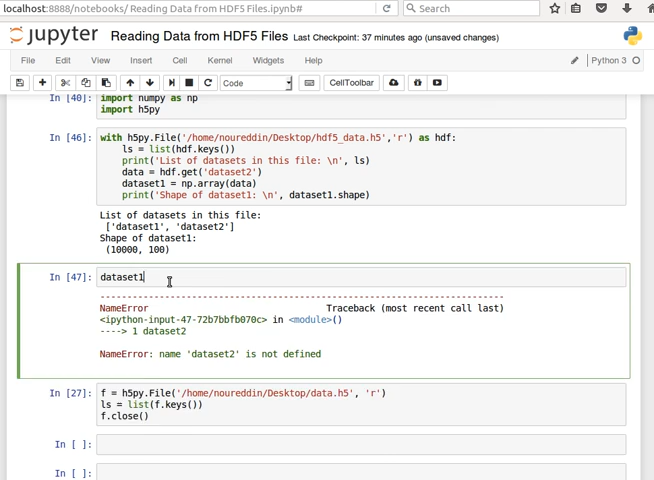 localhost:8888/notebooks/ Reading Data from HDF5 Files.ipynb#
Search
jupyter Reading Data from HDF5 Files Last Checkpoint: 37 minutes ago (unsaved changes)
File Edit View Insert Cell Kernel Widgets Help Python 3
Code CellToolbar
In [40]: import numpy as np
import h5py
In [46]: with h5py.File('/home/noureddin/Desktop/hdf5_data.h5','r') as hdf:
ls = list(hdf.keys())
print('List of datasets in this file: \n', ls)
data = hdf.get('dataset2')
dataset1 = np.array(data)
print('Shape of dataset1: \n', dataset1.shape)
List of datasets in this file:
['dataset1', 'dataset2']
Shape of dataset1:
(10000, 100)
In [47]: dataset1
---------------------------------------------------------------------------
NameError Traceback (most recent call last)
<ipython-input-47-72b7bbfb070c> in <module>()
----> 1 dataset2
NameError: name 'dataset2' is not defined
In [27]: f = h5py.File('/home/noureddin/Desktop/data.h5', 'r')
ls = list(f.keys())
f.close()
In [ ]:
In [ ]: